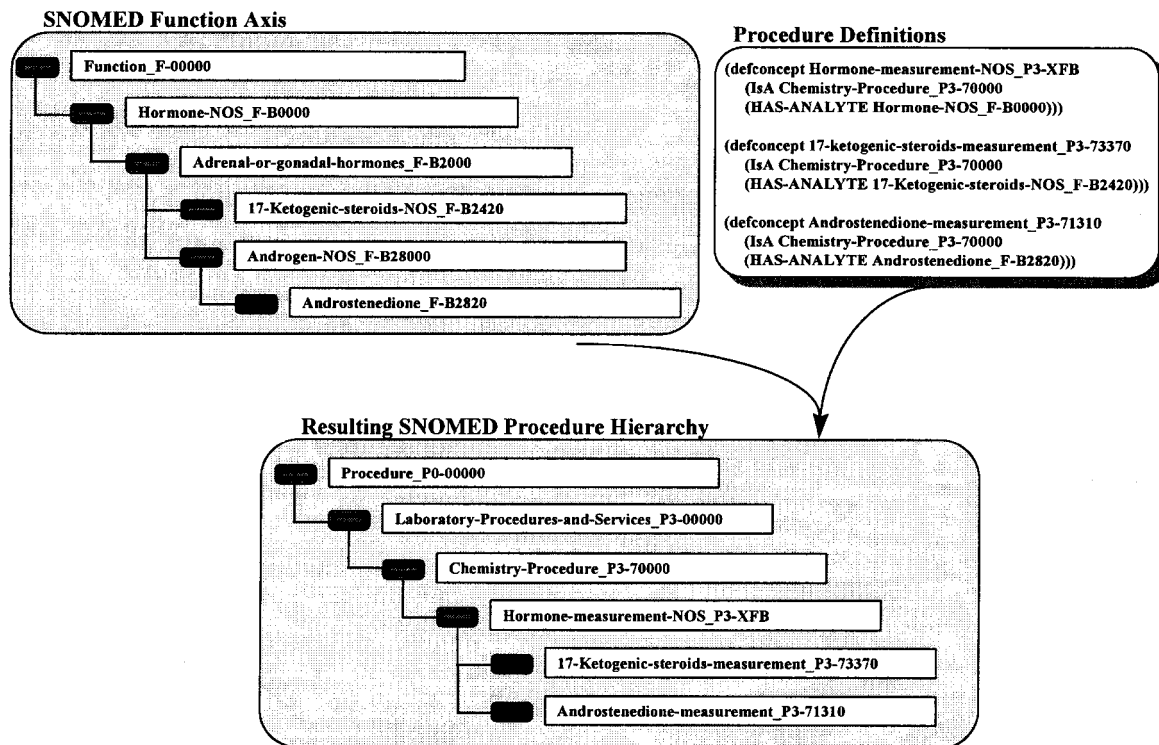 SNOMED Function Axis
Function_F-00000
Hormone-NOS_F-B0000
Adrenal-or-gonadal-hormones_F-B2000
17-Ketogenic-steroids-NOS_F-B2420
Androgen-NOS_F-B28000
Androstenedione_F-B2820
Procedure Definitions
(defconcept Hormone-measurement-NOS_P3-XFB
(IsA Chemistry-Procedure_P3-70000
(HAS-ANALYTE Hormone-NOS_F-B0000)))
(defconcept 17-ketogenic-steroids-measurement_P3-73370
(IsA Chemistry-Procedure_P3-70000
(HAS-ANALYTE 17-Ketogenic-steroids-NOS_F-B2420)))
(defconcept Androstenedione-measurement_P3-71310
(IsA Chemistry-Procedure_P3-70000
(HAS-ANALYTE Androstenedione_F-B2820)))
Resulting SNOMED Procedure Hierarchy
Procedure_P0-00000
Laboratory-Procedures-and-Services_P3-00000
Chemistry-Procedure_P3-70000
Hormone-measurement-NOS_P3-XFB
17-Ketogenic-steroids-measurement_P3-73370
Androstenedione-measurement_P3-71310